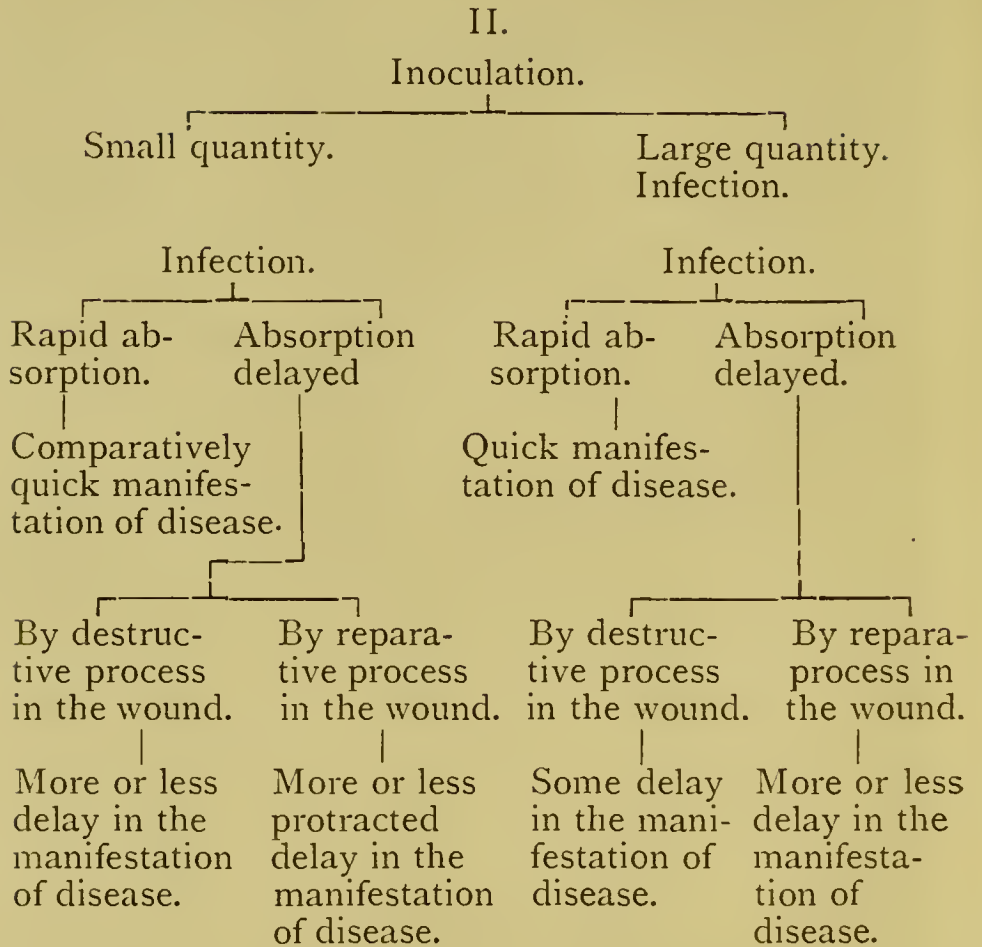 II.
Inoculation.
Small quantity.
Large quantity.
Infection.
Infection.
Infection.
Rapid ab-
sorption.
Absorption
delayed
Rapid ab-
sorption.
Absorption
delayed.
Comparatively
quick manifes-
tation of disease.
Quick manifes-
tation of disease.
By destruc-
tive process
in the wound.
By repara-
tive process
in the wound.
By destruc-
tive process
in the wound.
By repara-
process in
the wound.
More or less
delay in the
manifestation
of disease.
More or less
protracted
delay in the
manifestation
of disease.
Some delay
in the mani-
festation of
disease.
More or less
delay in the
manifesta-
tion of
disease.